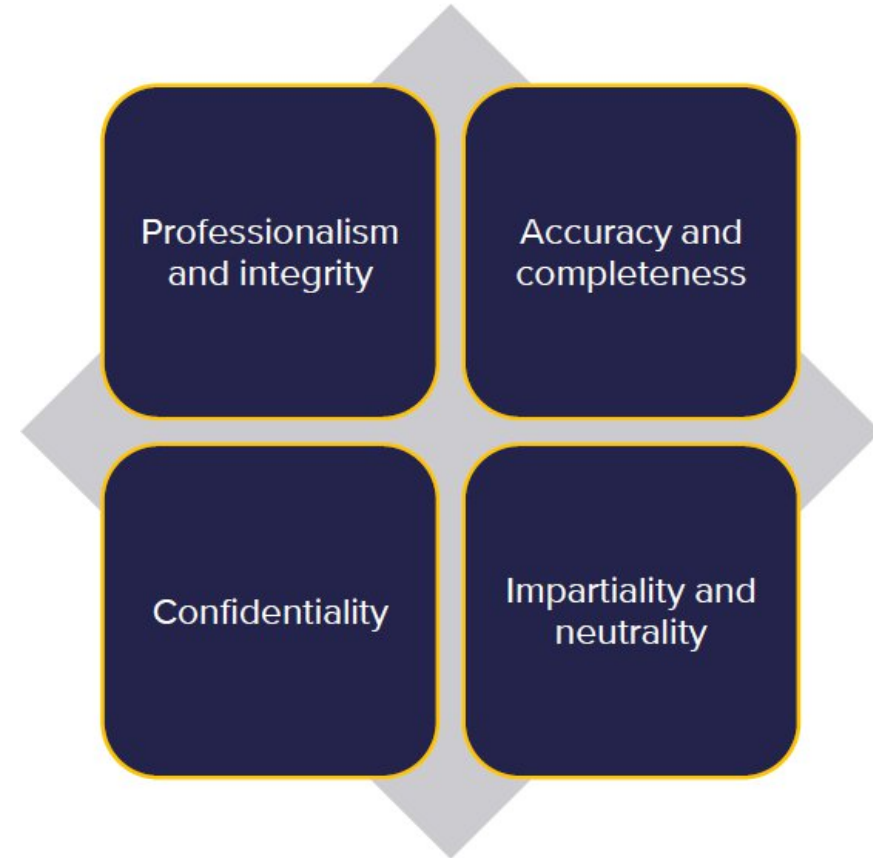 Professionalism
and integrity
Accuracy and
completeness
Confidentiality
Impartiality and
neutrality